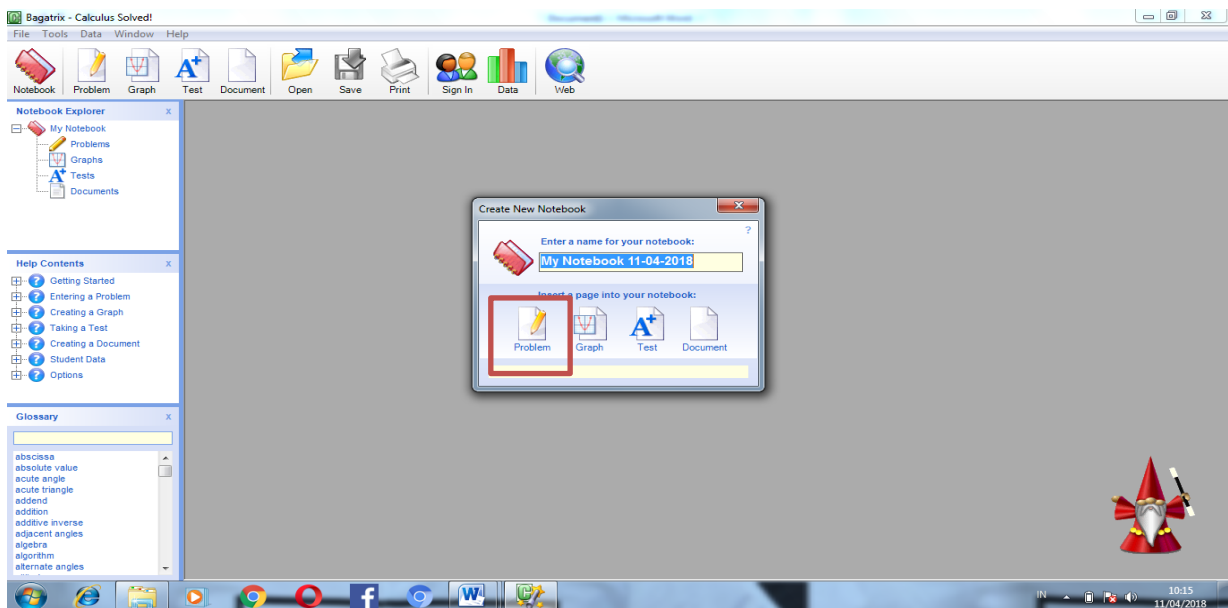 Bagatrix - Calculus Solved!
File Tools Data Window Help
Notebook Problem Graph Test Document Open Save Print Sign In Data Web
Notebook Explorer x
My Notebook
Problems
Graphs
Tests
Documents
Create New Notebook
?
Enter a name for your notebook:
My Notebook 11-04-2018
Insert a page into your notebook:
Problem Graph Test Document
Help Contents x
Getting Started
Entering a Problem
Creating a Graph
Taking a Test
Creating a Document
Student Data
Options
Glossary x
abscissa
absolute value
acute angle
acute triangle
addend
addition
additive inverse
adjacent angles
algebra
algorithm
alternate angles
IN
10:15
11/04/2018